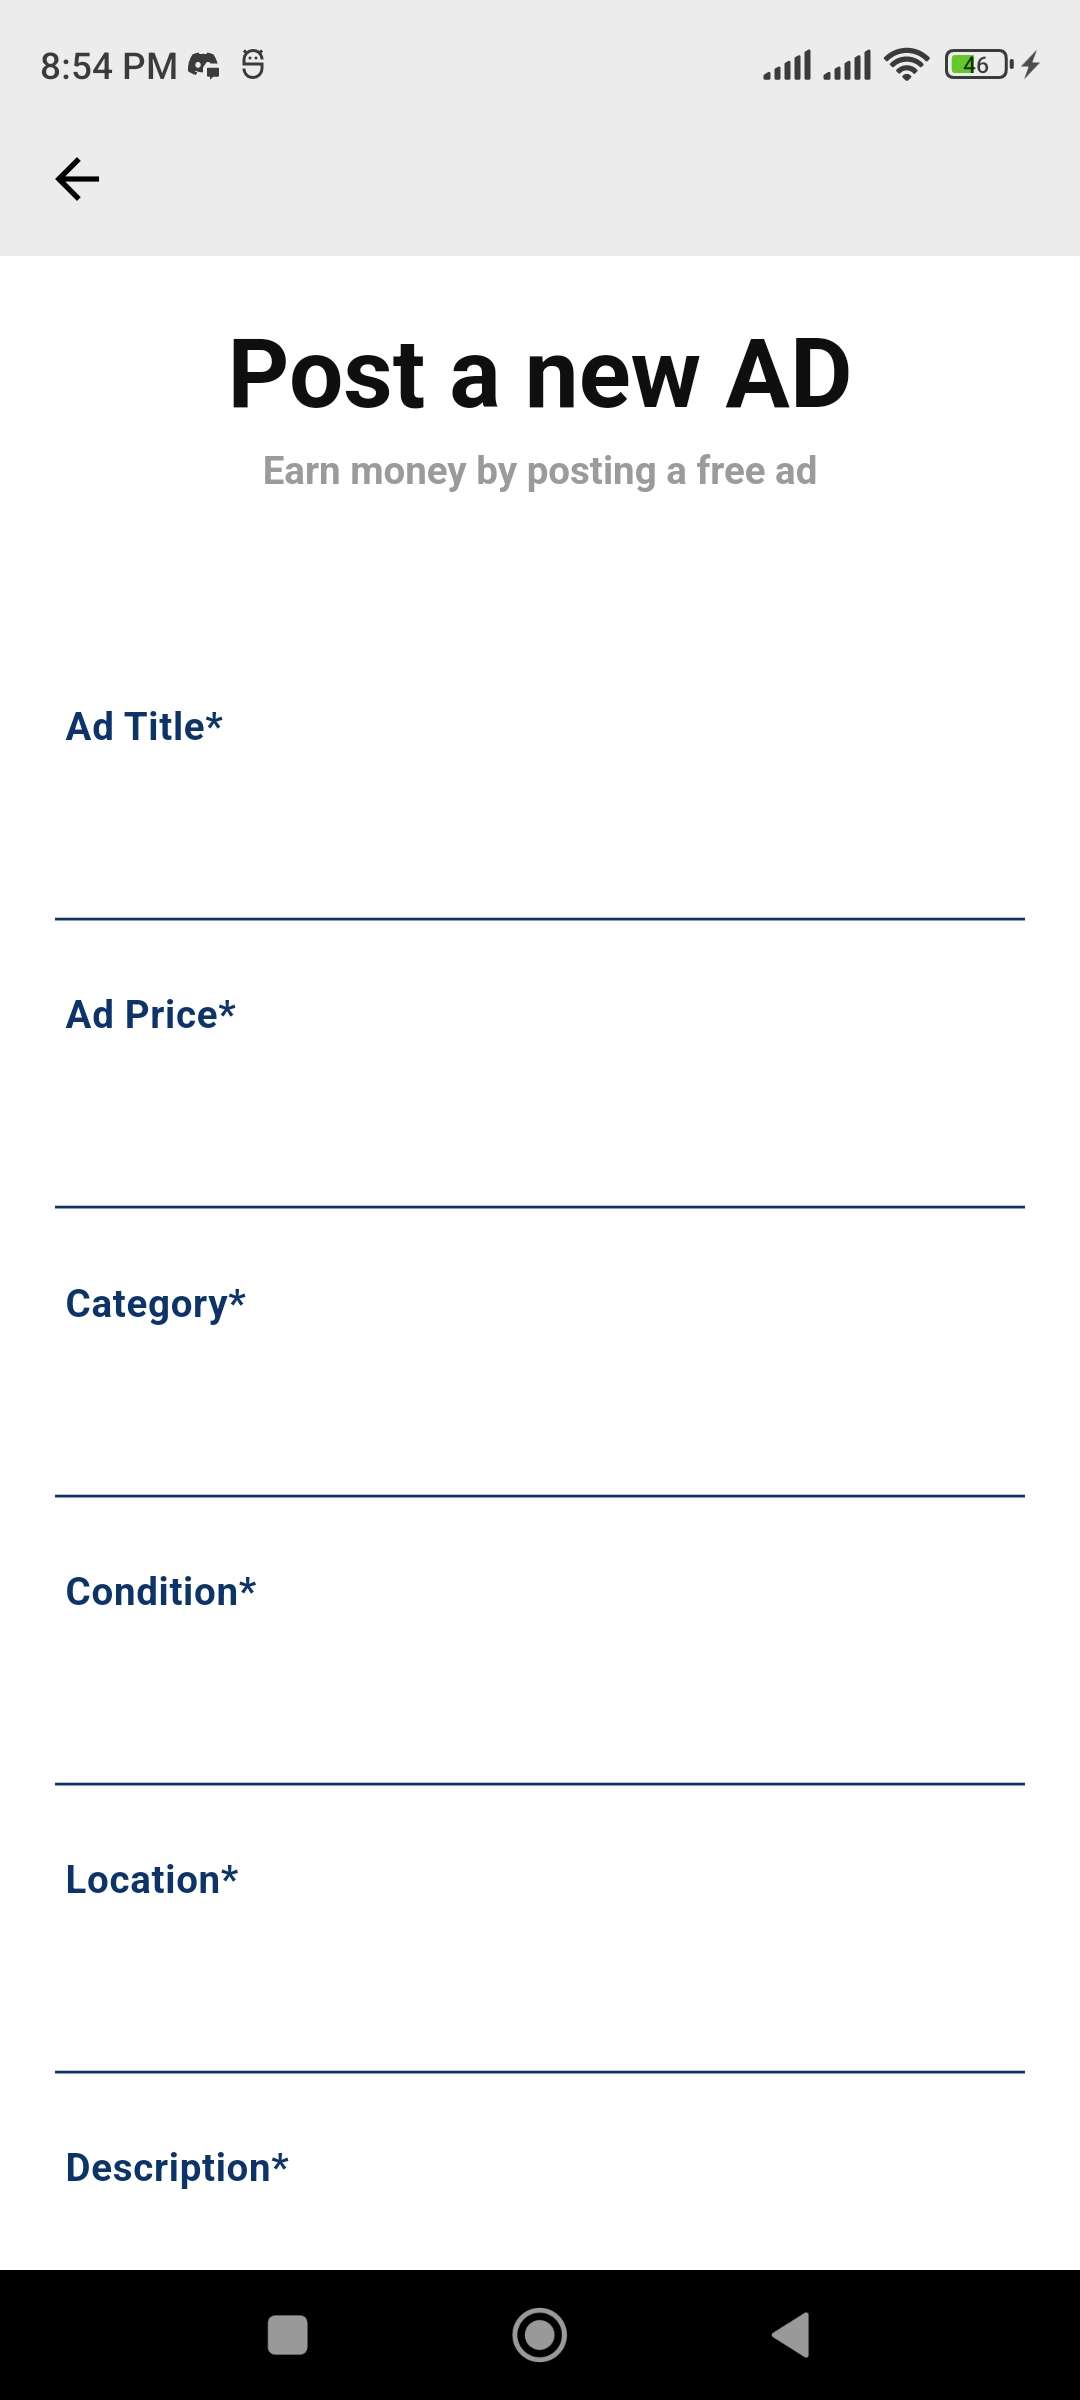 8:54 PM
46
Post a new AD
Earn money by posting a free ad
Ad Title*
Ad Price*
Category*
Condition*
Location*
Description*